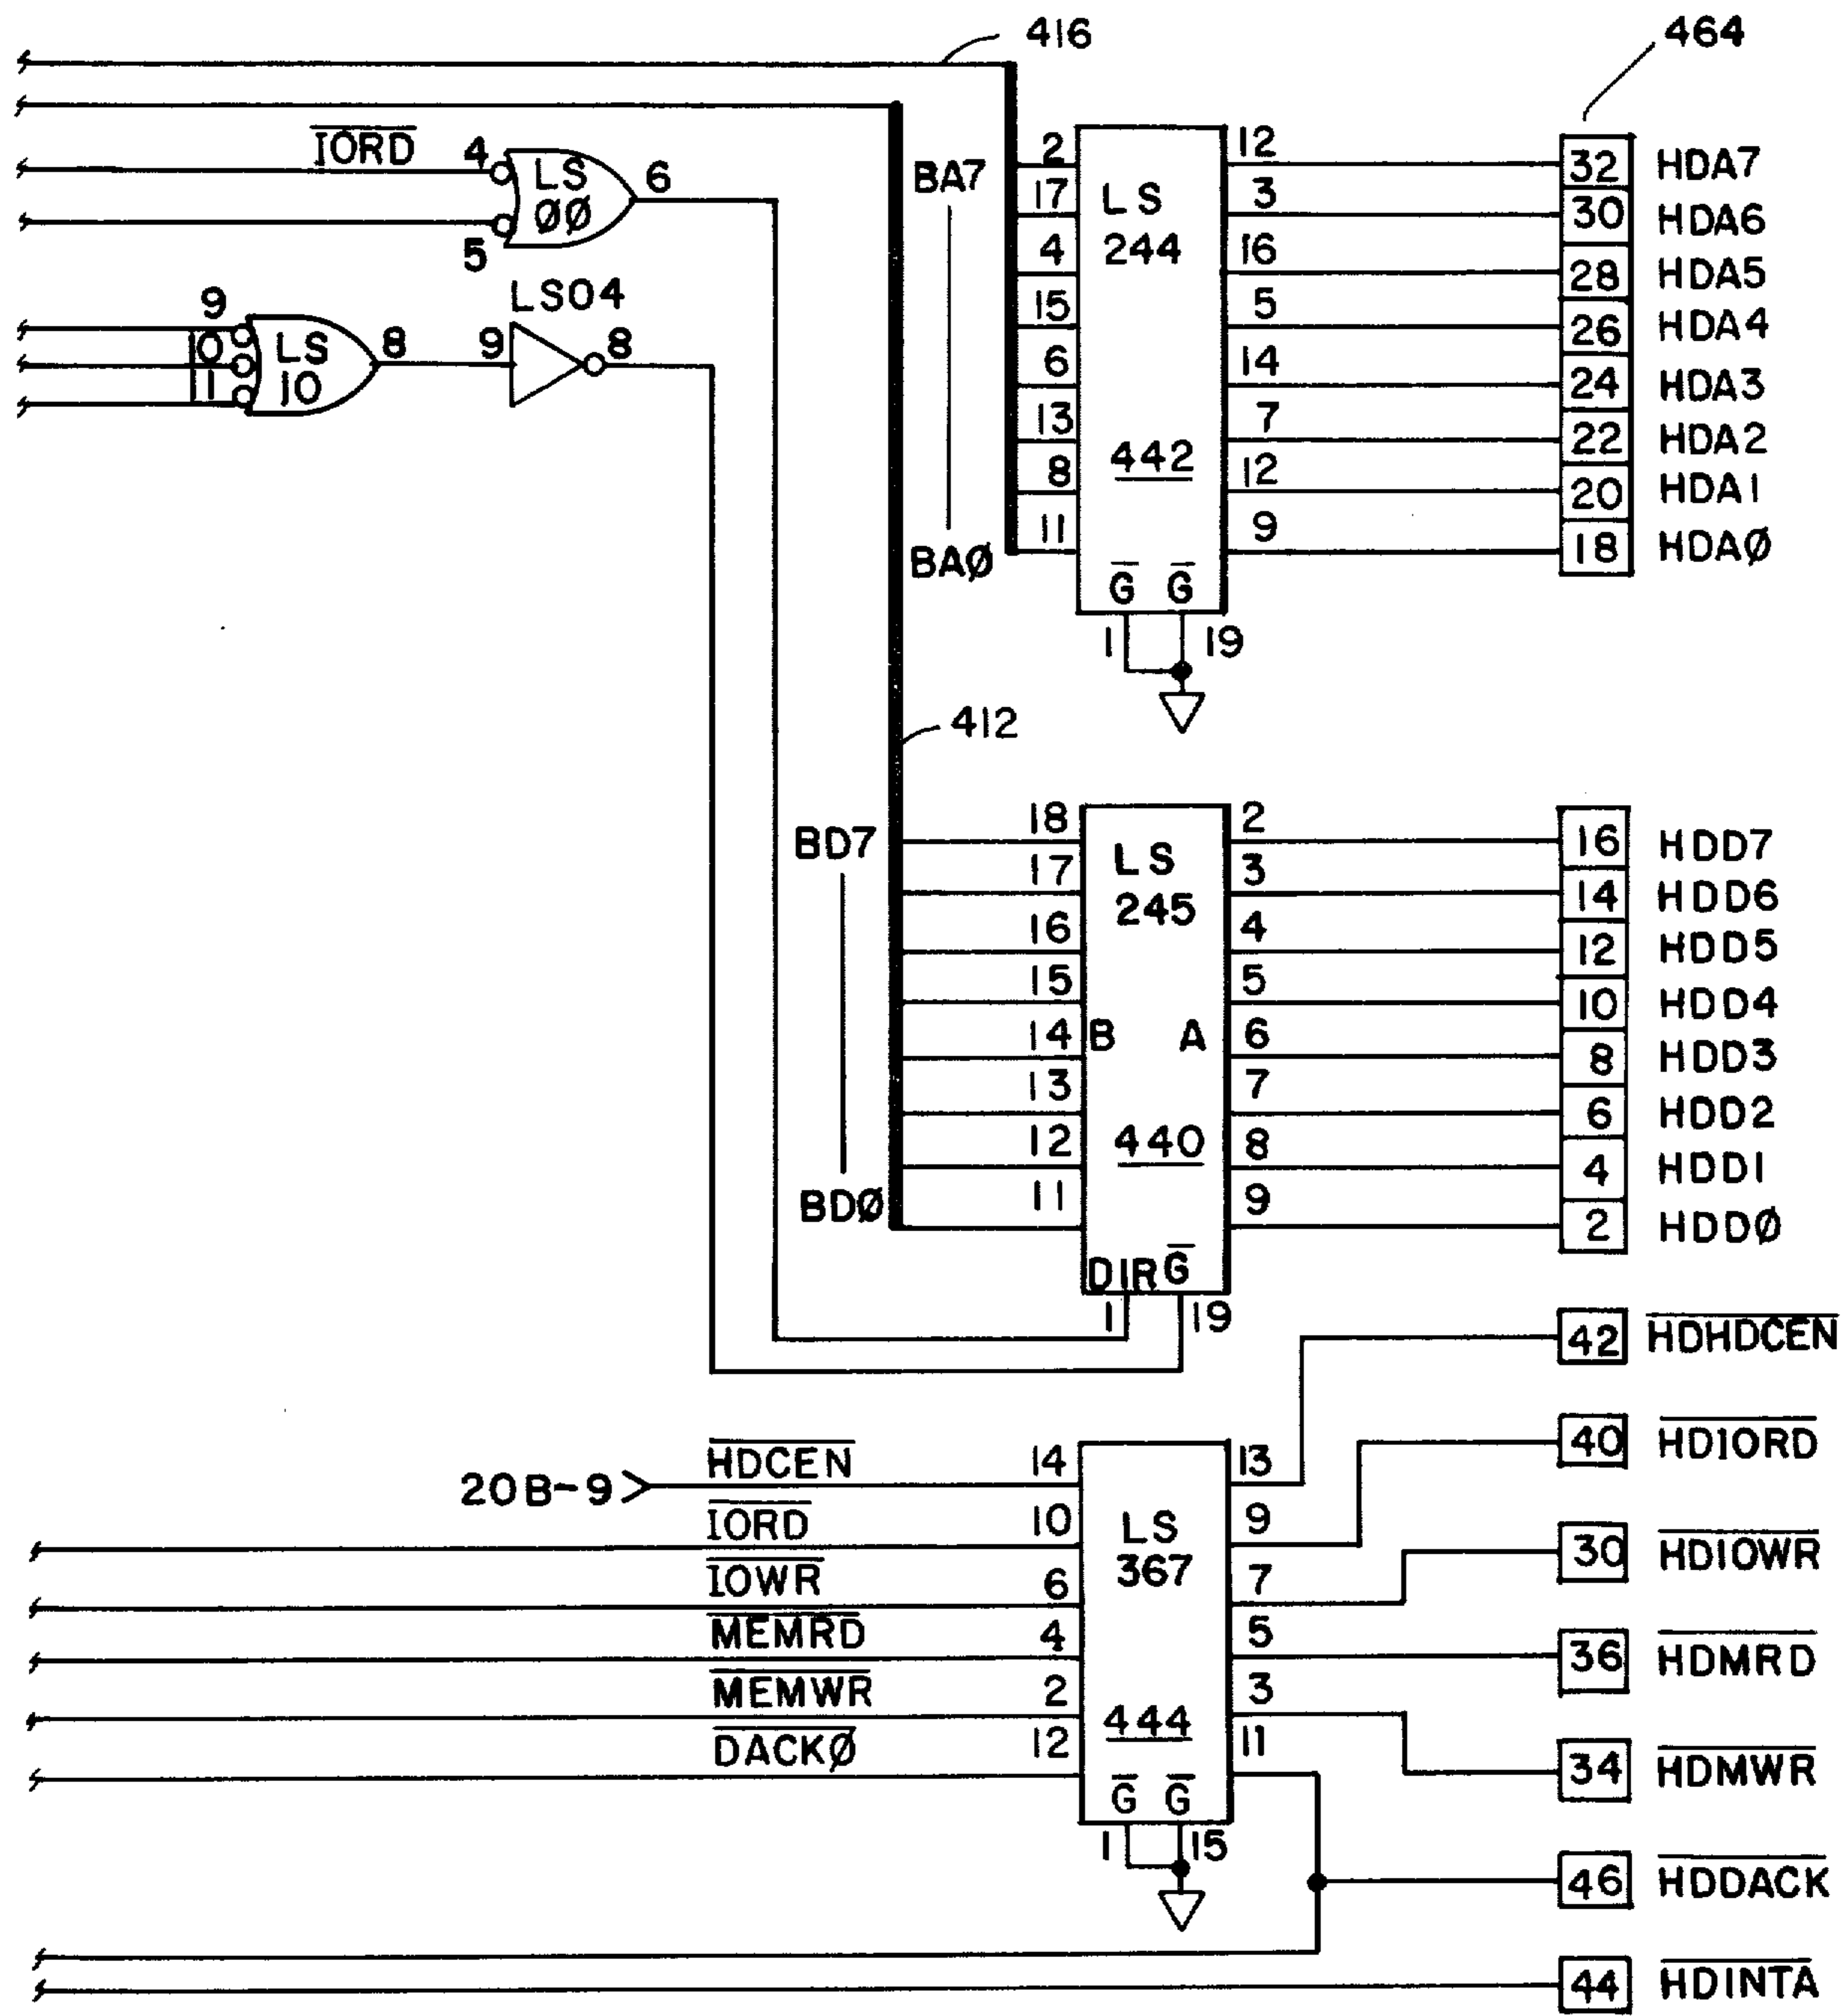 416
464
IORD
4
LS
ØØ
6
5
9
10
11
LS
10
8
LS04
9
8
BA7
BAØ
2
17
4
15
6
13
8
11
LS
244
442
G G
1
19
12
3
16
5
14
7
12
9
32 HDA7
30 HDA6
28 HDA5
26 HDA4
24 HDA3
22 HDA2
20 HDA1
18 HDAØ
412
BD7
BDØ
18
17
16
15
14
13
12
11
LS
245
B A
440
DIR G
1
19
2
3
4
5
6
7
8
9
16 HDD7
14 HDD6
12 HDD5
10 HDD4
8 HDD3
6 HDD2
4 HDD1
2 HDDØ
20B-9
HDCEN 14
IORD 10
IOWR 6
MEMRD 4
MEMWR 2
DACKØ 12
LS
367
444
G G
1
15
13
9
7
5
3
11
42 HDHDCEN
40 HDIORD
30 HDIOWR
36 HDMRD
34 HDMWR
46 HDDACK
44 HDINTA